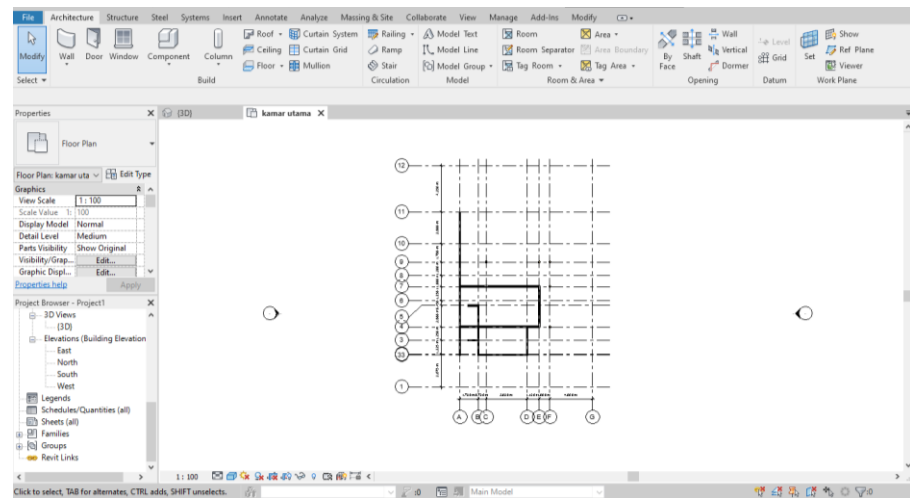 File Architecture Structure Steel Systems Insert Annotate Analyze Massing & Site Collaborate View Manage Add-Ins Modify
Modify Wall Door Window Component Column
Roof Curtain System
Ceiling Curtain Grid
Floor Mullion
Railing
Ramp
Stair
Model Text
Model Line
Model Group
Room
Room Separator
Tag Room
Area
Area Boundary
Tag Area
By Face
Shaft
Wall
Vertical
Dormer
Level
Grid
Set
Show
Ref Plane
Viewer
Select Build Circulation Model Room & Area Opening Datum Work Plane
Properties X
{3D} kamar utama X
Floor Plan
Floor Plan: kamar uta Edit Type
Graphics
View Scale 1 : 100
Scale Value 1: 100
Display Model Normal
Detail Level Medium
Parts Visibility Show Original
Visibility/Grap... Edit...
Graphic Displ... Edit...
Properties help Apply
Project Browser - Project1 X
3D Views
{3D}
Elevations (Building Elevation
East
North
South
West
Legends
Schedules/Quantities (all)
Sheets (all)
Families
Groups
Revit Links
12
11
10
9
8
7
6
5
4
3
33
1
A B C D E F G
1 : 100
Click to select, TAB for alternates, CTRL adds, SHIFT unselects. :0 Main Model :0